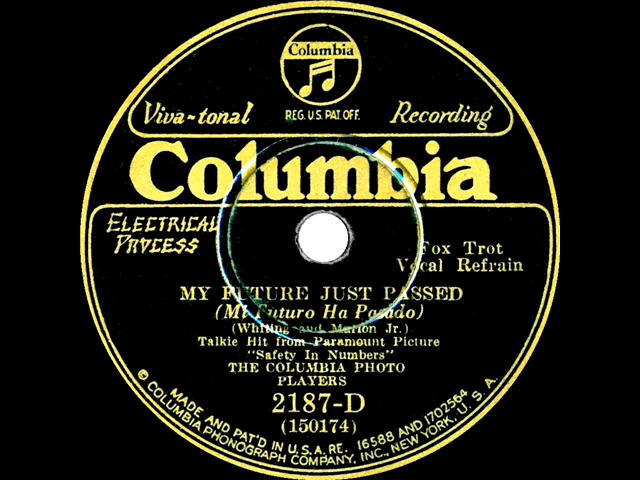 Columbia
REG. U.S. PAT. OFF.
Viva-tonal Recording
Columbia
ELECTRICAL
PROCESS
Fox Trot
Vocal Refrain
MY FUTURE JUST PASSED
(Mi Futuro Ha Pasado)
(Whiting and Marion Jr.)
Talkie Hit from Paramount Picture
"Safety In Numbers"
THE COLUMBIA PHOTO
PLAYERS
2187-D
(150174)
MADE AND PAT'D IN U.S.A. RE. 16588 AND 1702564
© COLUMBIA PHONOGRAPH COMPANY, INC., NEW YORK, U.S.A.